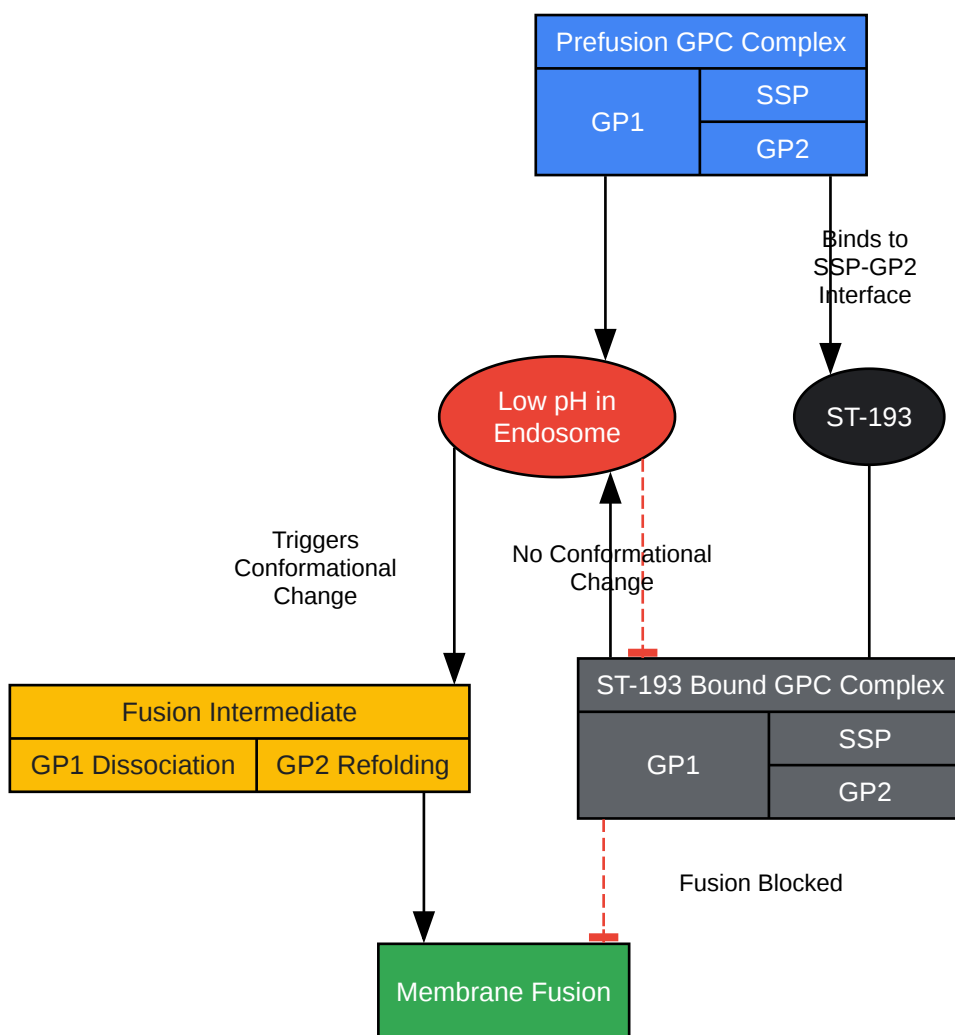 Prefusion GPC Complex
GP1
SSP
GP2
Binds to
SSP-GP2
Interface
Low pH in
Endosome
ST-193
Triggers
Conformational
Change
No Conformational
Change
Fusion Intermediate
GP1 Dissociation
GP2 Refolding
ST-193 Bound GPC Complex
GP1
SSP
GP2
Fusion Blocked
Membrane Fusion